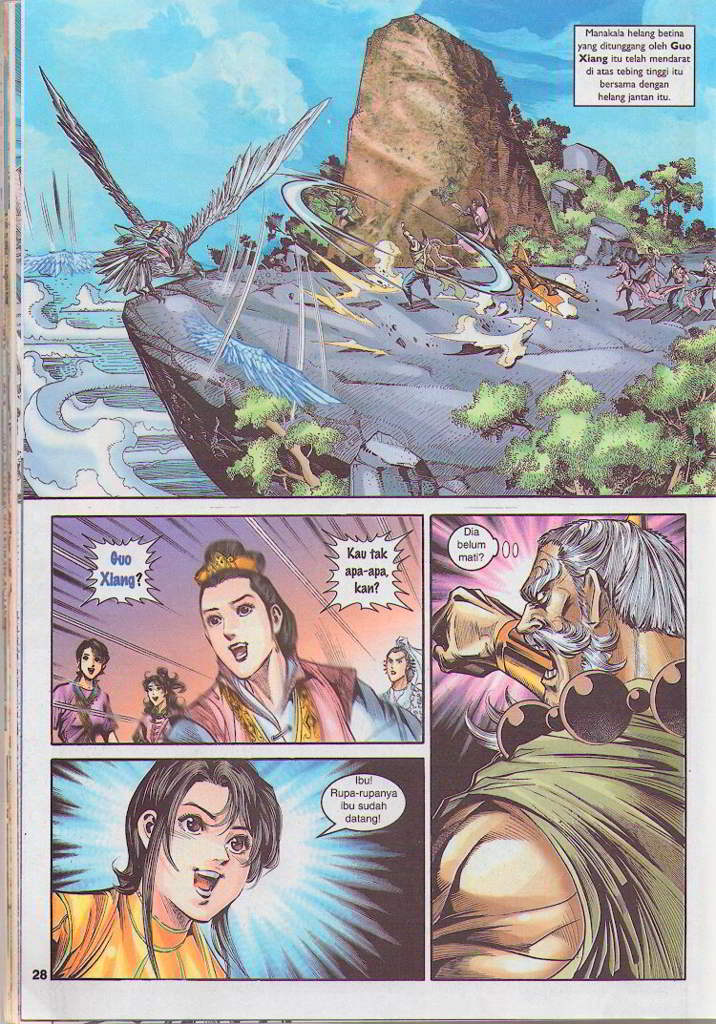 Manakala helang betina
yang ditunggang oleh Guo
Xiang itu telah mendarat
di atas tebing tinggi itu
bersama dengan
helang jantan itu.
Guo
Xiang?
Kau tak
apa-apa,
kan?
Dia
belum
mati?
Ibu!
Rupa-rupanya
ibu sudah
datang!
28